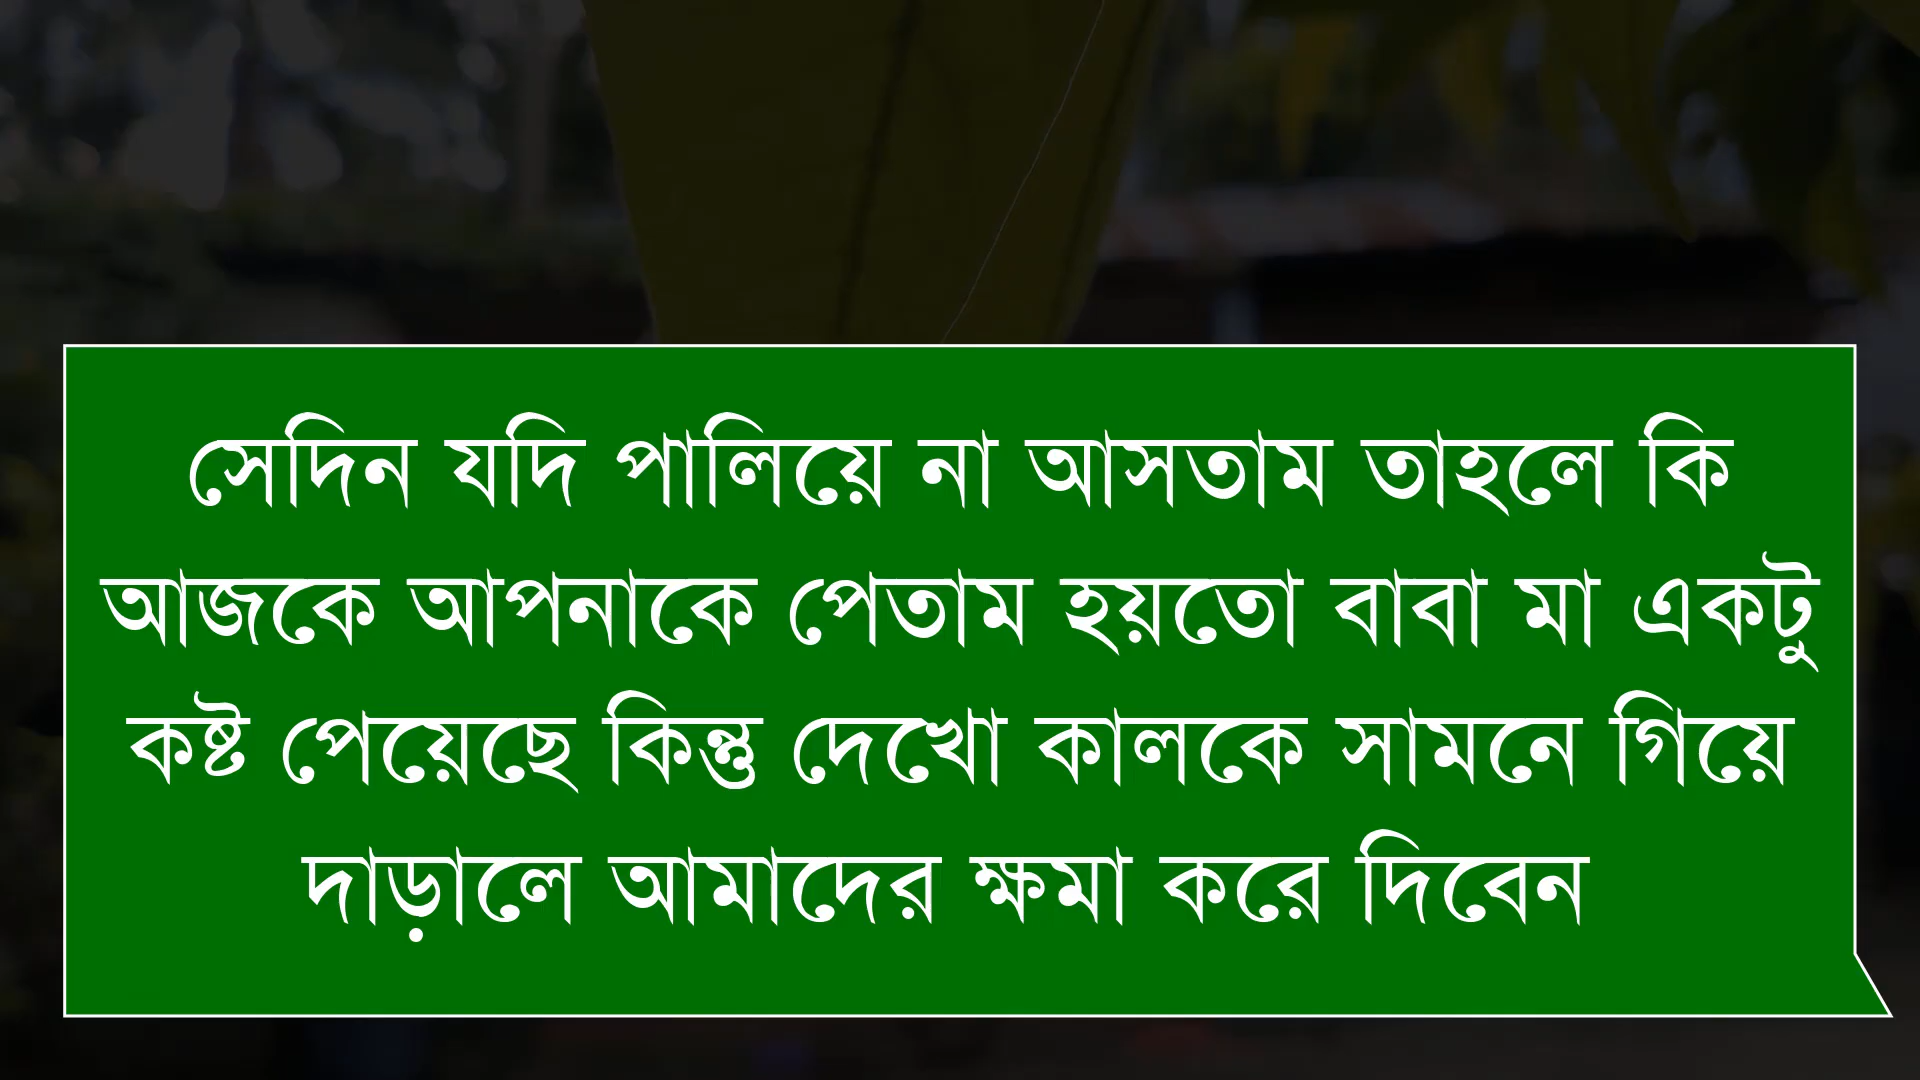 সেদিন যদি পালিয়ে না আসতাম তাহলে কি
আজকে আপনাকে পেতাম হয়তো বাবা মা একটু
কষ্ট পেয়েছে কিন্তু দেখো কালকে সামনে গিয়ে
দাড়ালে আমাদের ক্ষমা করে দিবেন